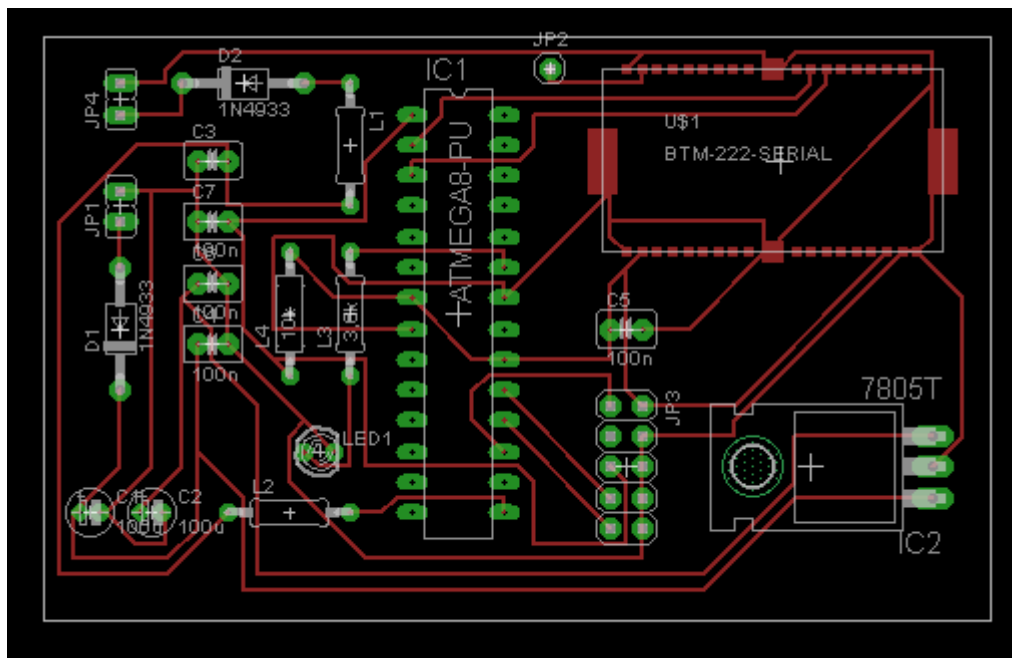 JP2
D2
IC1
1N4933
JP4
L1
U$1
BTM-222-SERIAL
C3
ATMEGA8-PU
C7
JP1
100n
100n
C5
1N4933
D1
10k
L4
L3
100n
100n
7805T
JP3
LED1
L2
C2
100u
IC2